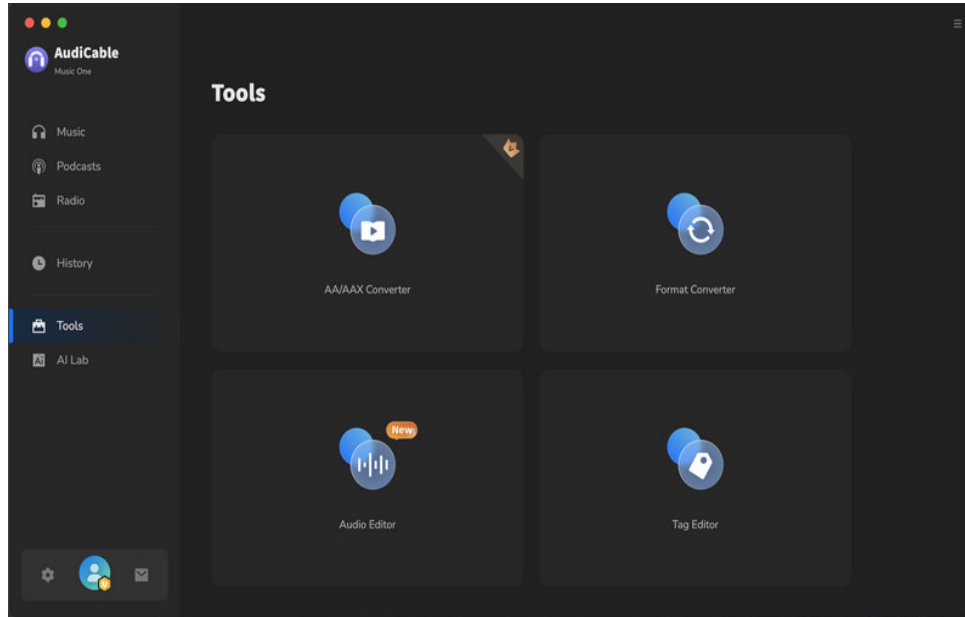 AudiCable
Music One
Music
Podcasts
Radio
History
Tools
Ai
AI Lab
Tools
AA/AAX Converter
Format Converter
New
Audio Editor
Tag Editor